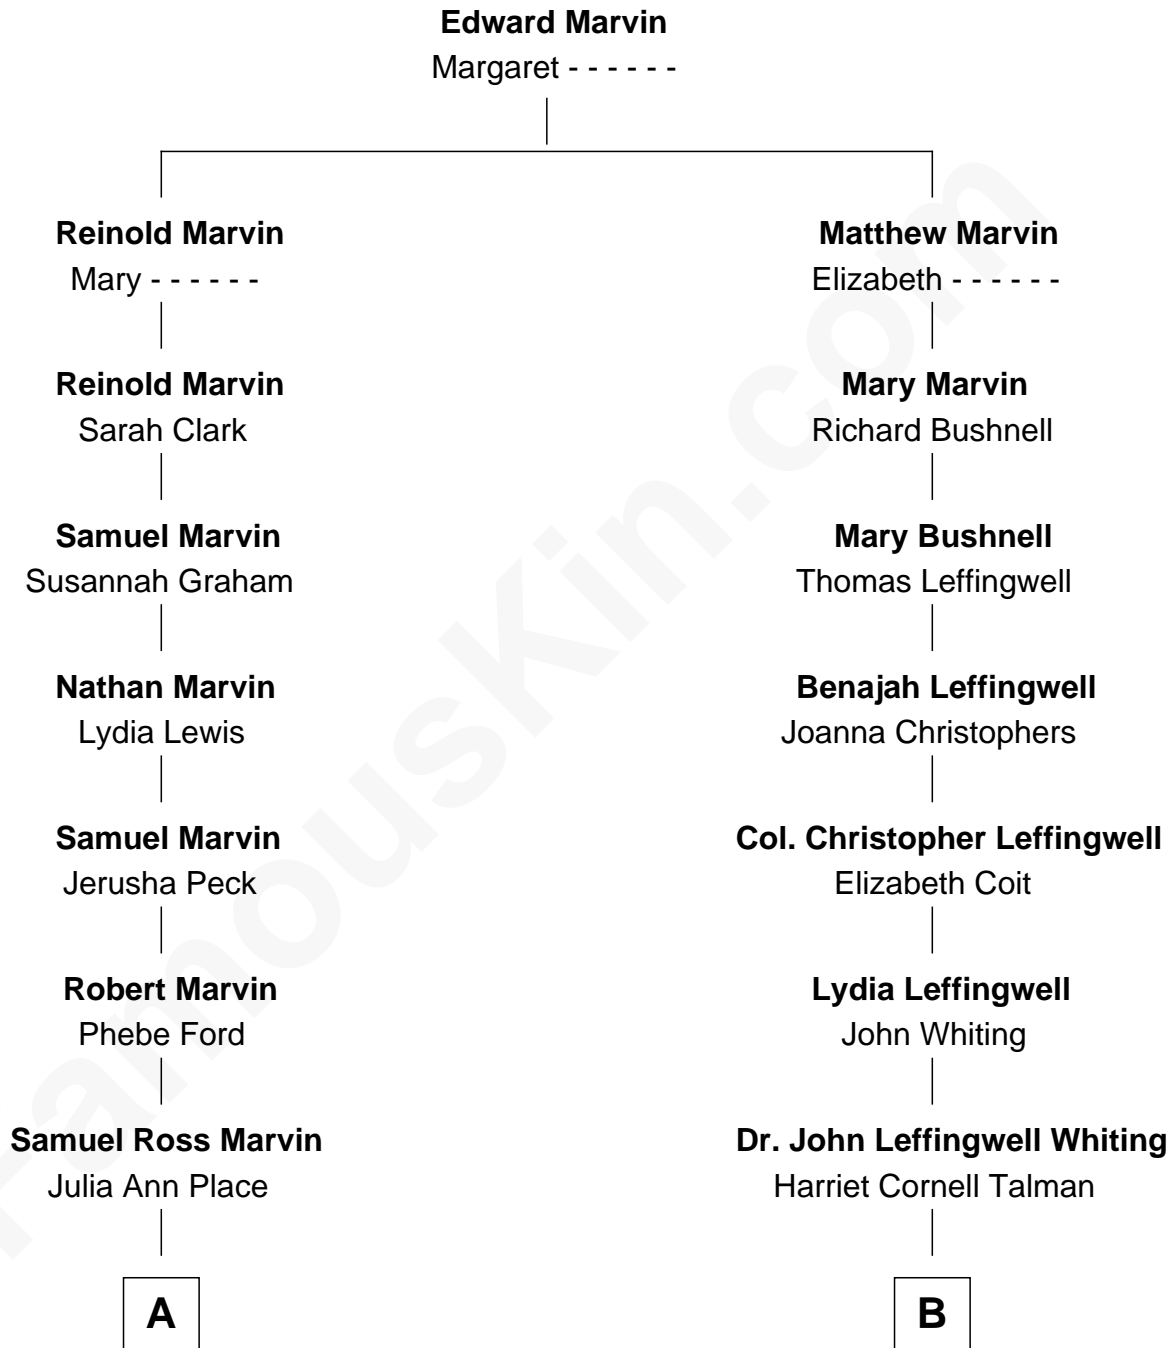 Edward Marvin
Margaret - - - - - -
Reinold Marvin
Mary - - - - - -
Matthew Marvin
Elizabeth - - - - - -
Reinold Marvin
Sarah Clark
Mary Marvin
Richard Bushnell
Samuel Marvin
Susannah Graham
Mary Bushnell
Thomas Leffingwell
Nathan Marvin
Lydia Lewis
Benajah Leffingwell
Joanna Christophers
Samuel Marvin
Jerusha Peck
Col. Christopher Leffingwell
Elizabeth Coit
Robert Marvin
Phebe Ford
Lydia Leffingwell
John Whiting
Samuel Ross Marvin
Julia Ann Place
Dr. John Leffingwell Whiting
Harriet Cornell Talman
A
B
FamousKin.com